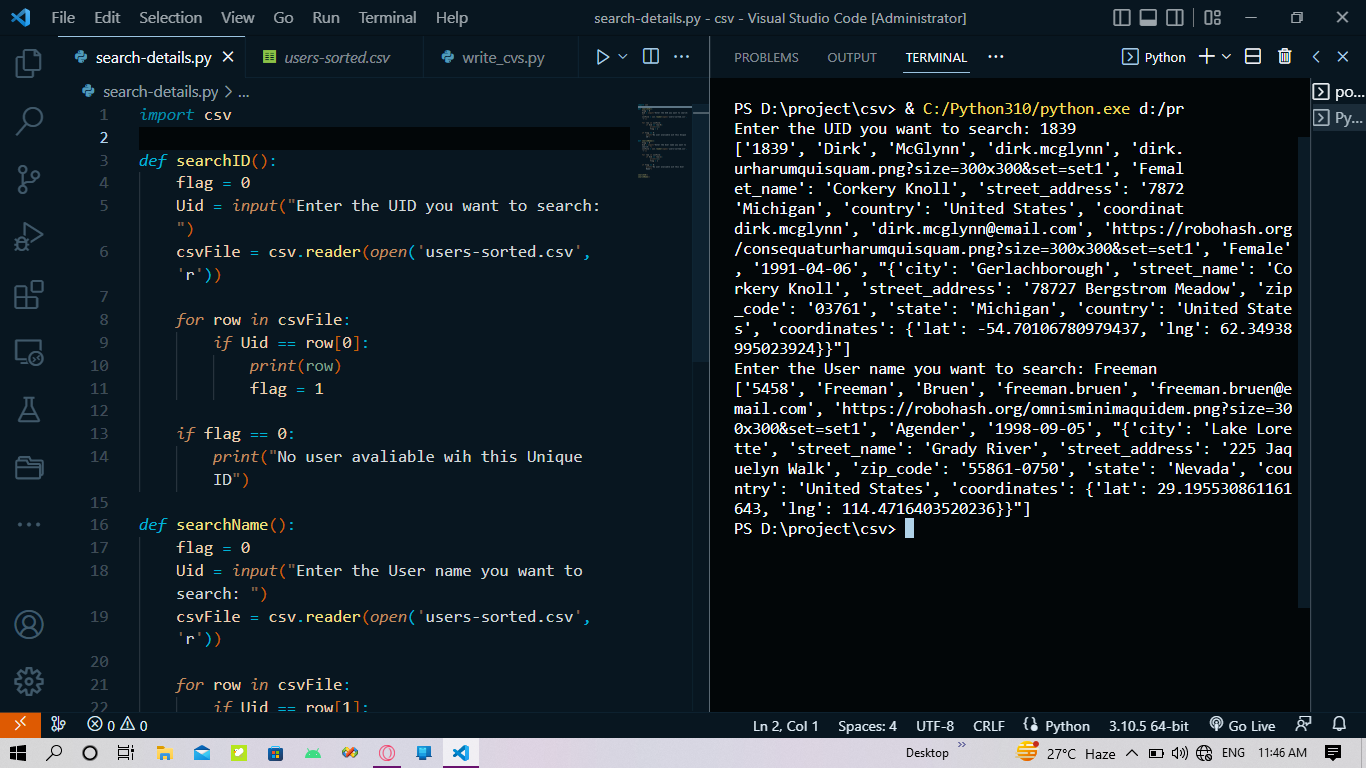 File Edit Selection View Go Run Terminal Help
search-details.py - csv - Visual Studio Code [Administrator]
search-details.py
users-sorted.csv
write_cvs.py
search-details.py > ...
1 import csv
2
3 def searchID():
4 flag = 0
5 Uid = input("Enter the UID you want to search:
")
6 csvFile = csv.reader(open('users-sorted.csv',
'r'))
7
8 for row in csvFile:
9 if Uid == row[0]:
10 print(row)
11 flag = 1
12
13 if flag == 0:
14 print("No user avaliable wih this Unique
ID")
15
16 def searchName():
17 flag = 0
18 Uid = input("Enter the User name you want to
search: ")
19 csvFile = csv.reader(open('users-sorted.csv',
'r'))
20
21 for row in csvFile:
22 if Uid == row[1]:
PROBLEMS OUTPUT TERMINAL ...
Python
po...
Py...
PS D:\project\csv> & C:/Python310/python.exe d:/pr
Enter the UID you want to search: 1839
['1839', 'Dirk', 'McGlynn', 'dirk.mcglynn', 'dirk.
urharumquisquam.png?size=300x300&set=set1', 'Femal
et_name': 'Corkery Knoll', 'street_address': '7872
'Michigan', 'country': 'United States', 'coordinat
dirk.mcglynn', 'dirk.mcglynn@email.com', 'https://robohash.org
/consequaturharumquisquam.png?size=300x300&set=set1', 'Female'
, '1991-04-06', "{'city': 'Gerlachborough', 'street_name': 'Co
rkery Knoll', 'street_address': '78727 Bergstrom Meadow', 'zip
_code': '03761', 'state': 'Michigan', 'country': 'United State
s', 'coordinates': {'lat': -54.70106780979437, 'lng': 62.34938
995023924}}"]
Enter the User name you want to search: Freeman
['5458', 'Freeman', 'Bruen', 'freeman.bruen', 'freeman.bruen@e
mail.com', 'https://robohash.org/omnisminimaquidem.png?size=30
0x300&set=set1', 'Agender', '1998-09-05', "{'city': 'Lake Lore
tte', 'street_name': 'Grady River', 'street_address': '225 Jaq
uelyn Walk', 'zip_code': '55861-0750', 'state': 'Nevada', 'cou
ntry': 'United States', 'coordinates': {'lat': 29.195530861161
643, 'lng': 114.4716403520236}}"]
PS D:\project\csv>
0 0 Ln 2, Col 1 Spaces: 4 UTF-8 CRLF Python 3.10.5 64-bit Go Live
Desktop 27°C Haze ENG 11:46 AM